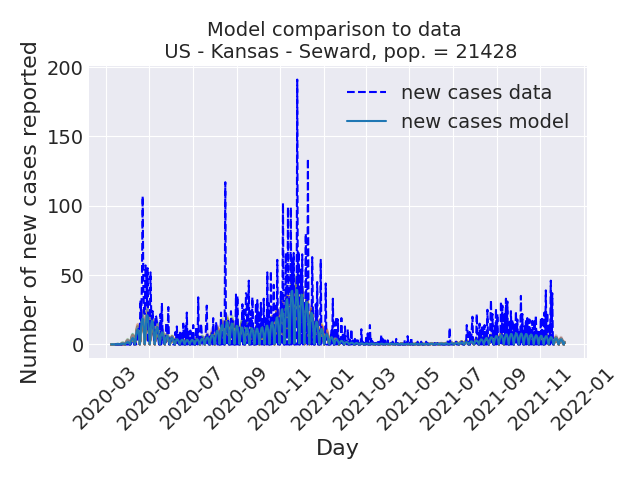 Model comparison to data
US - Kansas - Seward, pop. = 21428
Number of new cases reported
200
150
100
50
0
new cases data
new cases model
2020-03
2020-05
2020-07
2020-09
2020-11
2021-01
2021-03
2021-05
2021-07
2021-09
2021-11
2022-01
Day